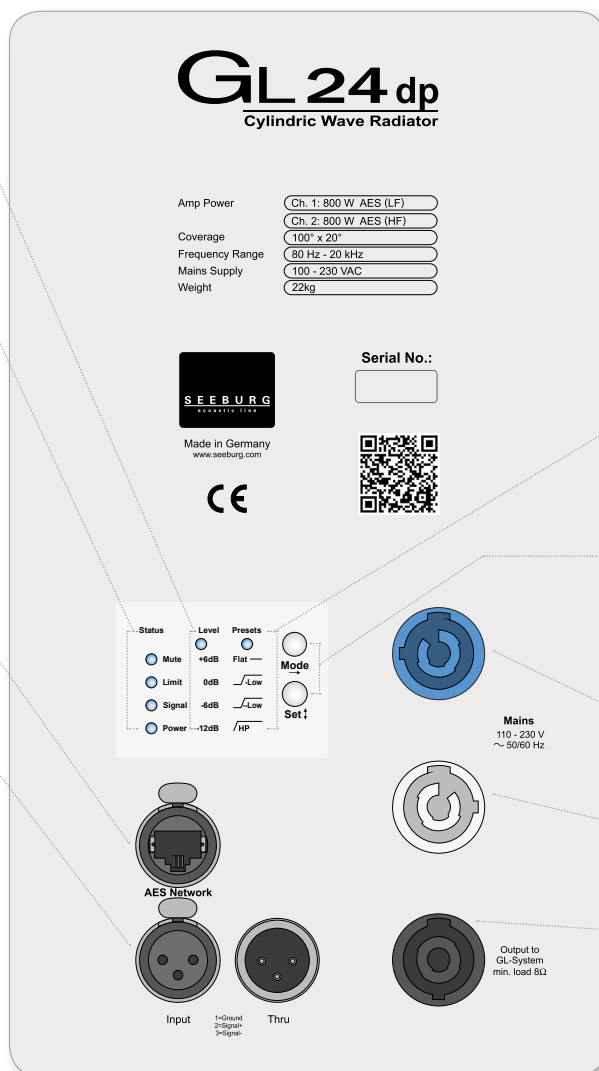 GL 24 dp
Cylindric Wave Radiator
Amp Power Ch. 1: 800 W AES (LF)
Ch. 2: 800 W AES (HF)
Coverage 100° x 20°
Frequency Range 80 Hz - 20 kHz
Mains Supply 100 - 230 VAC
Weight 22kg
Serial No.:
SEEBURG
acoustic line
Made in Germany
www.seeburg.com
CE
Status Level Presets
Mute +6dB Flat
Mode
Limit 0dB -Low
Signal -6dB -Low
Set
Power -12dB HP
Mains
110 - 230 V
~ 50/60 Hz
AES Network
Output to
GL-System
min. load 8Ω
Input
1=Ground
2=Signal+
3=Signal-
Thru